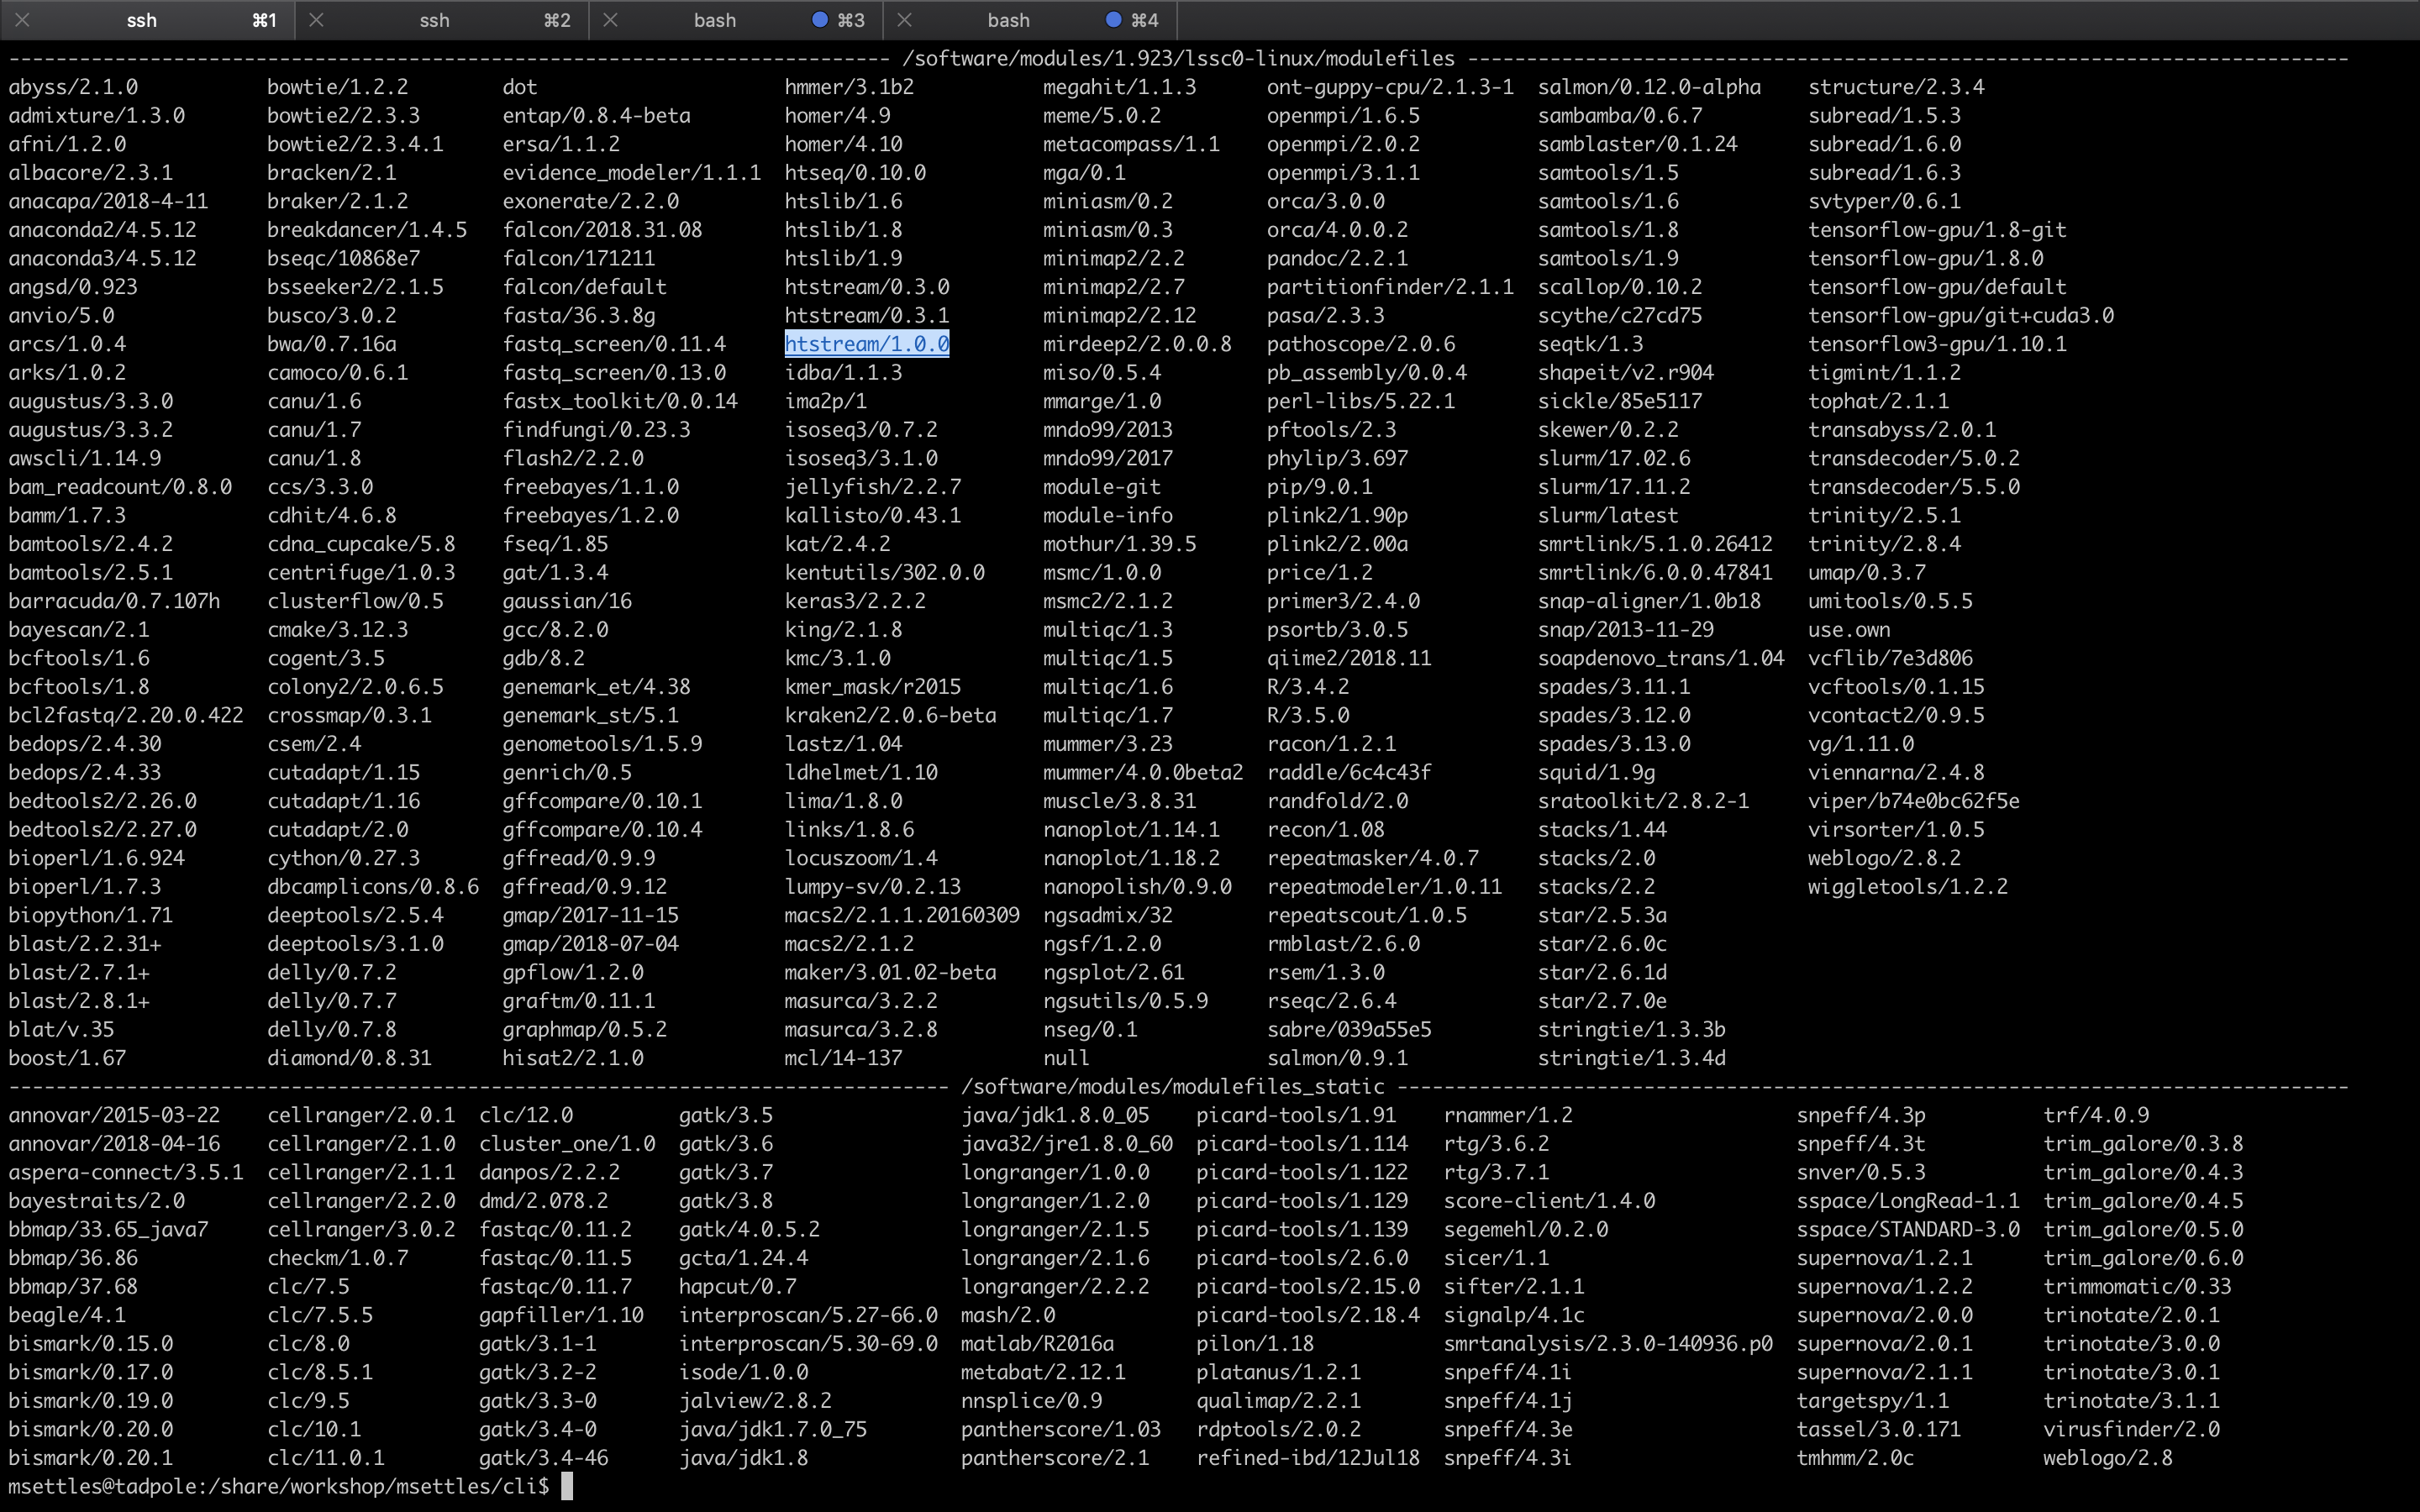 ssh ⌘1 ssh ⌘2 bash ⌘3 bash ⌘4
--------------------------------------------------------------------------- /software/modules/1.923/lssc0-linux/modulefiles ---------------------------------------------------------------------------
abyss/2.1.0 bowtie/1.2.2 dot hmmer/3.1b2 megahit/1.1.3 ont-guppy-cpu/2.1.3-1 salmon/0.12.0-alpha structure/2.3.4
admixture/1.3.0 bowtie2/2.3.3 entap/0.8.4-beta homer/4.9 meme/5.0.2 openmpi/1.6.5 sambamba/0.6.7 subread/1.5.3
afni/1.2.0 bowtie2/2.3.4.1 ersa/1.1.2 homer/4.10 metacompass/1.1 openmpi/2.0.2 samblaster/0.1.24 subread/1.6.0
albacore/2.3.1 bracken/2.1 evidence_modeler/1.1.1 htseq/0.10.0 mga/0.1 openmpi/3.1.1 samtools/1.5 subread/1.6.3
anacapa/2018-4-11 braker/2.1.2 exonerate/2.2.0 htslib/1.6 miniasm/0.2 orca/3.0.0 samtools/1.6 svtyper/0.6.1
anaconda2/4.5.12 breakdancer/1.4.5 falcon/2018.31.08 htslib/1.8 miniasm/0.3 orca/4.0.0.2 samtools/1.8 tensorflow-gpu/1.8-git
anaconda3/4.5.12 bseqc/10868e7 falcon/171211 htslib/1.9 minimap2/2.2 pandoc/2.2.1 samtools/1.9 tensorflow-gpu/1.8.0
angsd/0.923 bsseeker2/2.1.5 falcon/default htstream/0.3.0 minimap2/2.7 partitionfinder/2.1.1 scallop/0.10.2 tensorflow-gpu/default
anvio/5.0 busco/3.0.2 fasta/36.3.8g htstream/0.3.1 minimap2/2.12 pasa/2.3.3 scythe/c27cd75 tensorflow-gpu/git+cuda3.0
arcs/1.0.4 bwa/0.7.16a fastq_screen/0.11.4 htstream/1.0.0 mirdeep2/2.0.0.8 pathoscope/2.0.6 seqtk/1.3 tensorflow3-gpu/1.10.1
arks/1.0.2 camoco/0.6.1 fastq_screen/0.13.0 idba/1.1.3 miso/0.5.4 pb_assembly/0.0.4 shapeit/v2.r904 tigmint/1.1.2
augustus/3.3.0 canu/1.6 fastx_toolkit/0.0.14 ima2p/1 mmarge/1.0 perl-libs/5.22.1 sickle/85e5117 tophat/2.1.1
augustus/3.3.2 canu/1.7 findfungi/0.23.3 isoseq3/0.7.2 mndo99/2013 pftools/2.3 skewer/0.2.2 transabyss/2.0.1
awscli/1.14.9 canu/1.8 flash2/2.2.0 isoseq3/3.1.0 mndo99/2017 phylip/3.697 slurm/17.02.6 transdecoder/5.0.2
bam_readcount/0.8.0 ccs/3.3.0 freebayes/1.1.0 jellyfish/2.2.7 module-git pip/9.0.1 slurm/17.11.2 transdecoder/5.5.0
bamm/1.7.3 cdhit/4.6.8 freebayes/1.2.0 kallisto/0.43.1 module-info plink2/1.90p slurm/latest trinity/2.5.1
bamtools/2.4.2 cdna_cupcake/5.8 fseq/1.85 kat/2.4.2 mothur/1.39.5 plink2/2.00a smrtlink/5.1.0.26412 trinity/2.8.4
bamtools/2.5.1 centrifuge/1.0.3 gat/1.3.4 kentutils/302.0.0 msmc/1.0.0 price/1.2 smrtlink/6.0.0.47841 umap/0.3.7
barracuda/0.7.107h clusterflow/0.5 gaussian/16 keras3/2.2.2 msmc2/2.1.2 primer3/2.4.0 snap-aligner/1.0b18 umitools/0.5.5
bayescan/2.1 cmake/3.12.3 gcc/8.2.0 king/2.1.8 multiqc/1.3 psortb/3.0.5 snap/2013-11-29 use.own
bcftools/1.6 cogent/3.5 gdb/8.2 kmc/3.1.0 multiqc/1.5 qiime2/2018.11 soapdenovo_trans/1.04 vcflib/7e3d806
bcftools/1.8 colony2/2.0.6.5 genemark_et/4.38 kmer_mask/r2015 multiqc/1.6 R/3.4.2 spades/3.11.1 vcftools/0.1.15
bcl2fastq/2.20.0.422 crossmap/0.3.1 genemark_st/5.1 kraken2/2.0.6-beta multiqc/1.7 R/3.5.0 spades/3.12.0 vcontact2/0.9.5
bedops/2.4.30 csem/2.4 genometools/1.5.9 lastz/1.04 mummer/3.23 racon/1.2.1 spades/3.13.0 vg/1.11.0
bedops/2.4.33 cutadapt/1.15 genrich/0.5 ldhelmet/1.10 mummer/4.0.0beta2 raddle/6c4c43f squid/1.9g viennarna/2.4.8
bedtools2/2.26.0 cutadapt/1.16 gffcompare/0.10.1 lima/1.8.0 muscle/3.8.31 randfold/2.0 sratoolkit/2.8.2-1 viper/b74e0bc62f5e
bedtools2/2.27.0 cutadapt/2.0 gffcompare/0.10.4 links/1.8.6 nanoplot/1.14.1 recon/1.08 stacks/1.44 virsorter/1.0.5
bioperl/1.6.924 cython/0.27.3 gffread/0.9.9 locuszoom/1.4 nanoplot/1.18.2 repeatmasker/4.0.7 stacks/2.0 weblogo/2.8.2
bioperl/1.7.3 dbcamplicons/0.8.6 gffread/0.9.12 lumpy-sv/0.2.13 nanopolish/0.9.0 repeatmodeler/1.0.11 stacks/2.2 wiggletools/1.2.2
biopython/1.71 deeptools/2.5.4 gmap/2017-11-15 macs2/2.1.1.20160309 ngsadmix/32 repeatscout/1.0.5 star/2.5.3a
blast/2.2.31+ deeptools/3.1.0 gmap/2018-07-04 macs2/2.1.2 ngsf/1.2.0 rmblast/2.6.0 star/2.6.0c
blast/2.7.1+ delly/0.7.2 gpflow/1.2.0 maker/3.01.02-beta ngsplot/2.61 rsem/1.3.0 star/2.6.1d
blast/2.8.1+ delly/0.7.7 graftm/0.11.1 masurca/3.2.2 ngsutils/0.5.9 rseqc/2.6.4 star/2.7.0e
blat/v.35 delly/0.7.8 graphmap/0.5.2 masurca/3.2.8 nseg/0.1 sabre/039a55e5 stringtie/1.3.3b
boost/1.67 diamond/0.8.31 hisat2/2.1.0 mcl/14-137 null salmon/0.9.1 stringtie/1.3.4d
-------------------------------------------------------------------------------- /software/modules/modulefiles_static ---------------------------------------------------------------------------------
annovar/2015-03-22 cellranger/2.0.1 clc/12.0 gatk/3.5 java/jdk1.8.0_05 picard-tools/1.91 rnammer/1.2 snpeff/4.3p trf/4.0.9
annovar/2018-04-16 cellranger/2.1.0 cluster_one/1.0 gatk/3.6 java32/jre1.8.0_60 picard-tools/1.114 rtg/3.6.2 snpeff/4.3t trim_galore/0.3.8
aspera-connect/3.5.1 cellranger/2.1.1 danpos/2.2.2 gatk/3.7 longranger/1.0.0 picard-tools/1.122 rtg/3.7.1 snver/0.5.3 trim_galore/0.4.3
bayestraits/2.0 cellranger/2.2.0 dmd/2.078.2 gatk/3.8 longranger/1.2.0 picard-tools/1.129 score-client/1.4.0 sspace/LongRead-1.1 trim_galore/0.4.5
bbmap/33.65_java7 cellranger/3.0.2 fastqc/0.11.2 gatk/4.0.5.2 longranger/2.1.5 picard-tools/1.139 segemehl/0.2.0 sspace/STANDARD-3.0 trim_galore/0.5.0
bbmap/36.86 checkm/1.0.7 fastqc/0.11.5 gcta/1.24.4 longranger/2.1.6 picard-tools/2.6.0 sicer/1.1 supernova/1.2.1 trim_galore/0.6.0
bbmap/37.68 clc/7.5 fastqc/0.11.7 hapcut/0.7 longranger/2.2.2 picard-tools/2.15.0 sifter/2.1.1 supernova/1.2.2 trimmomatic/0.33
beagle/4.1 clc/7.5.5 gapfiller/1.10 interproscan/5.27-66.0 mash/2.0 picard-tools/2.18.4 signalp/4.1c supernova/2.0.0 trinotate/2.0.1
bismark/0.15.0 clc/8.0 gatk/3.1-1 interproscan/5.30-69.0 matlab/R2016a pilon/1.18 smrtanalysis/2.3.0-140936.p0 supernova/2.0.1 trinotate/3.0.0
bismark/0.17.0 clc/8.5.1 gatk/3.2-2 isode/1.0.0 metabat/2.12.1 platanus/1.2.1 snpeff/4.1i supernova/2.1.1 trinotate/3.0.1
bismark/0.19.0 clc/9.5 gatk/3.3-0 jalview/2.8.2 nnsplice/0.9 qualimap/2.2.1 snpeff/4.1j targetspy/1.1 trinotate/3.1.1
bismark/0.20.0 clc/10.1 gatk/3.4-0 java/jdk1.7.0_75 pantherscore/1.03 rdptools/2.0.2 snpeff/4.3e tassel/3.0.171 virusfinder/2.0
bismark/0.20.1 clc/11.0.1 gatk/3.4-46 java/jdk1.8 pantherscore/2.1 refined-ibd/12Jul18 snpeff/4.3i tmhmm/2.0c weblogo/2.8
msettles@tadpole:/share/workshop/msettles/cli$